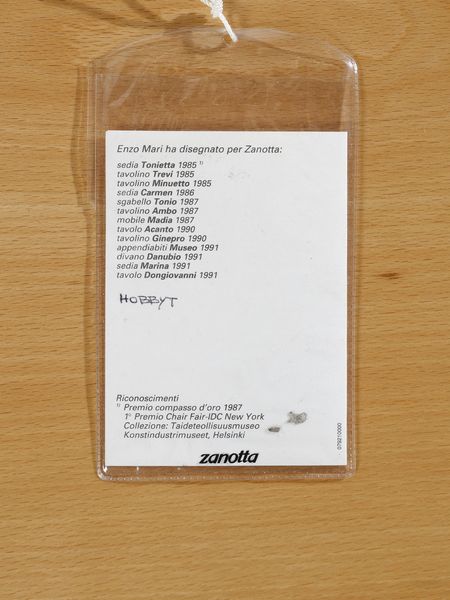 Enzo Mari ha disegnato per Zanotta:
sedia Tonietta 1985 1)
tavolino Trevi 1985
tavolino Minuetto 1985
sedia Carmen 1986
sgabello Tonio 1987
tavolino Ambo 1987
mobile Madia 1987
tavolo Acanto 1990
tavolino Ginepro 1990
appendiabiti Museo 1991
divano Danubio 1991
sedia Marina 1991
tavolo Dongiovanni 1991
HOBBYT
Riconoscimenti
1) Premio compasso d'oro 1987
1° Premio Chair Fair-IDC New York
Collezione: Taideteollisuusmuseo
Konstindustrimuseet, Helsinki
zanotta
079210000